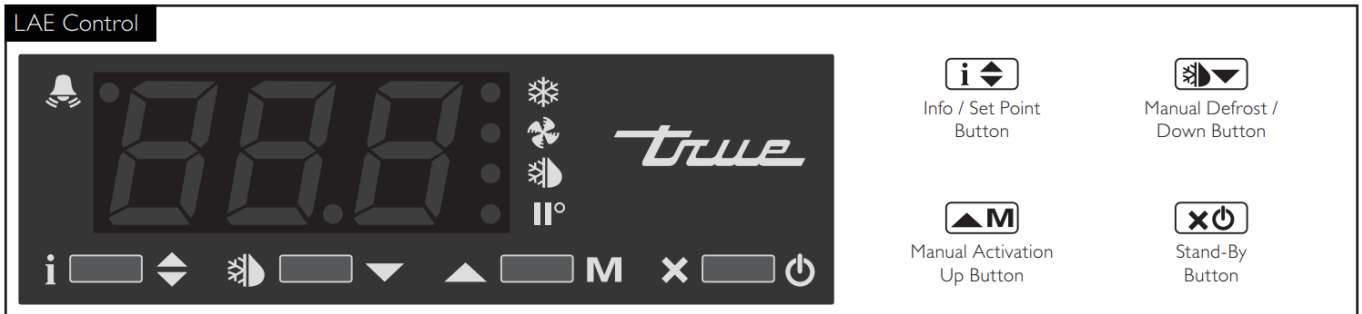 LAE Control
88.8
true
II°
i
M
X
i
Info / Set Point
Button
Manual Defrost /
Down Button
M
Manual Activation
Up Button
X
Stand-By
Button